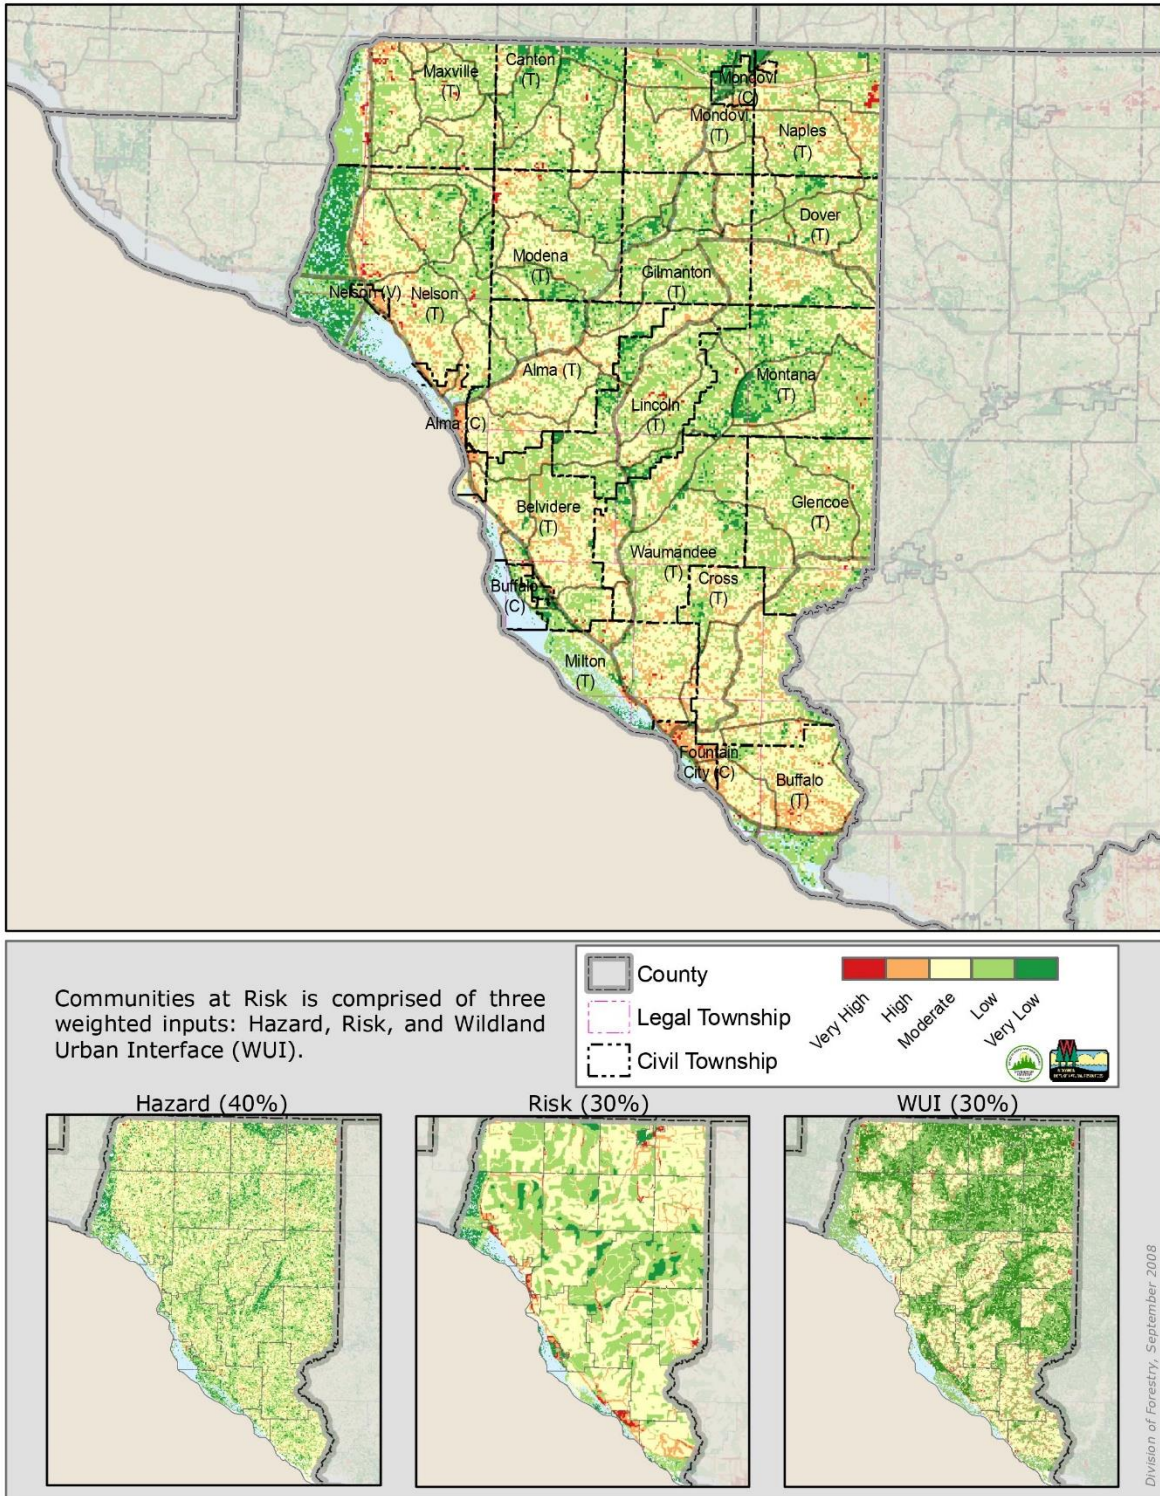 Maxville
(T)
Canton
(T)
Mondovi
(C)
Mondovi
(T)
Naples
(T)
Dover
(T)
Modena
(T)
Gilmanton
(T)
Nelson (V)
Nelson
(T)
Alma (T)
Montana
(T)
Lincoln
(T)
Alma (C)
Belvidere
(T)
Glencoe
(T)
Waumandee
(T)
Cross
(T)
Buffalo
(C)
Milton
(T)
Fountain
City (C)
Buffalo
(T)
Communities at Risk is comprised of three
weighted inputs: Hazard, Risk, and Wildland
Urban Interface (WUI).
County
Legal Township
Civil Township
Very High
High
Moderate
Low
Very Low
Hazard (40%)
Risk (30%)
WUI (30%)
Division of Forestry, September 2008